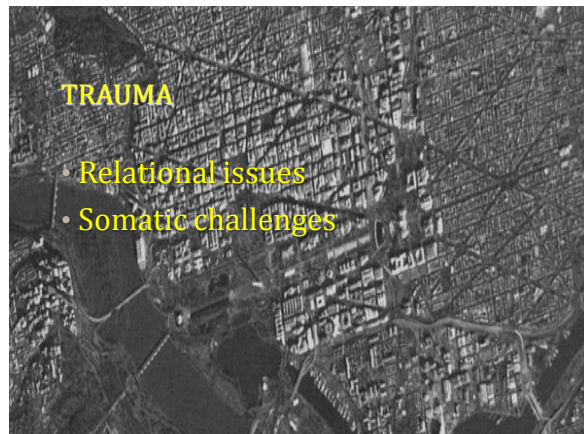 TRAUMA
• Relational issues
• Somatic challenges